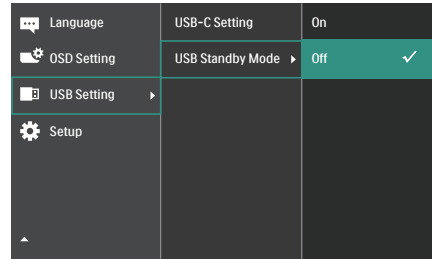 Language
OSD Setting
USB Setting
Setup
USB-C Setting
USB Standby Mode
On
Off